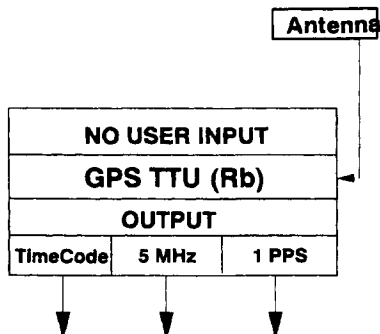 Antenna
NO USER INPUT
GPS TTU (Rb)
OUTPUT
TimeCode 5 MHz 1 PPS